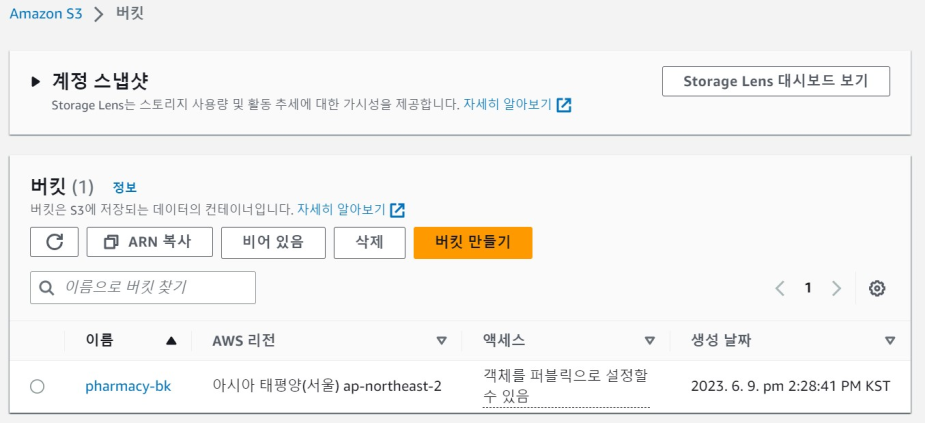 Amazon S3 > 버킷
▶ 계정 스냅샷
Storage Lens 대시보드 보기
Storage Lens는 스토리지 사용량 및 활동 추세에 대한 가시성을 제공합니다. 자세히 알아보기
버킷 (1) 정보
버킷은 S3에 저장되는 데이터의 컨테이너입니다. 자세히 알아보기
ARN 복사 비어 있음 삭제 버킷 만들기
이름으로 버킷 찾기
< 1 >
이름 ▲ AWS 리전 ▽ 액세스 ▽ 생성 날짜 ▽
pharmacy-bk 아시아 태평양(서울) ap-northeast-2 객체를 퍼블릭으로 설정할 2023. 6. 9. pm 2:28:41 PM KST
수 있음